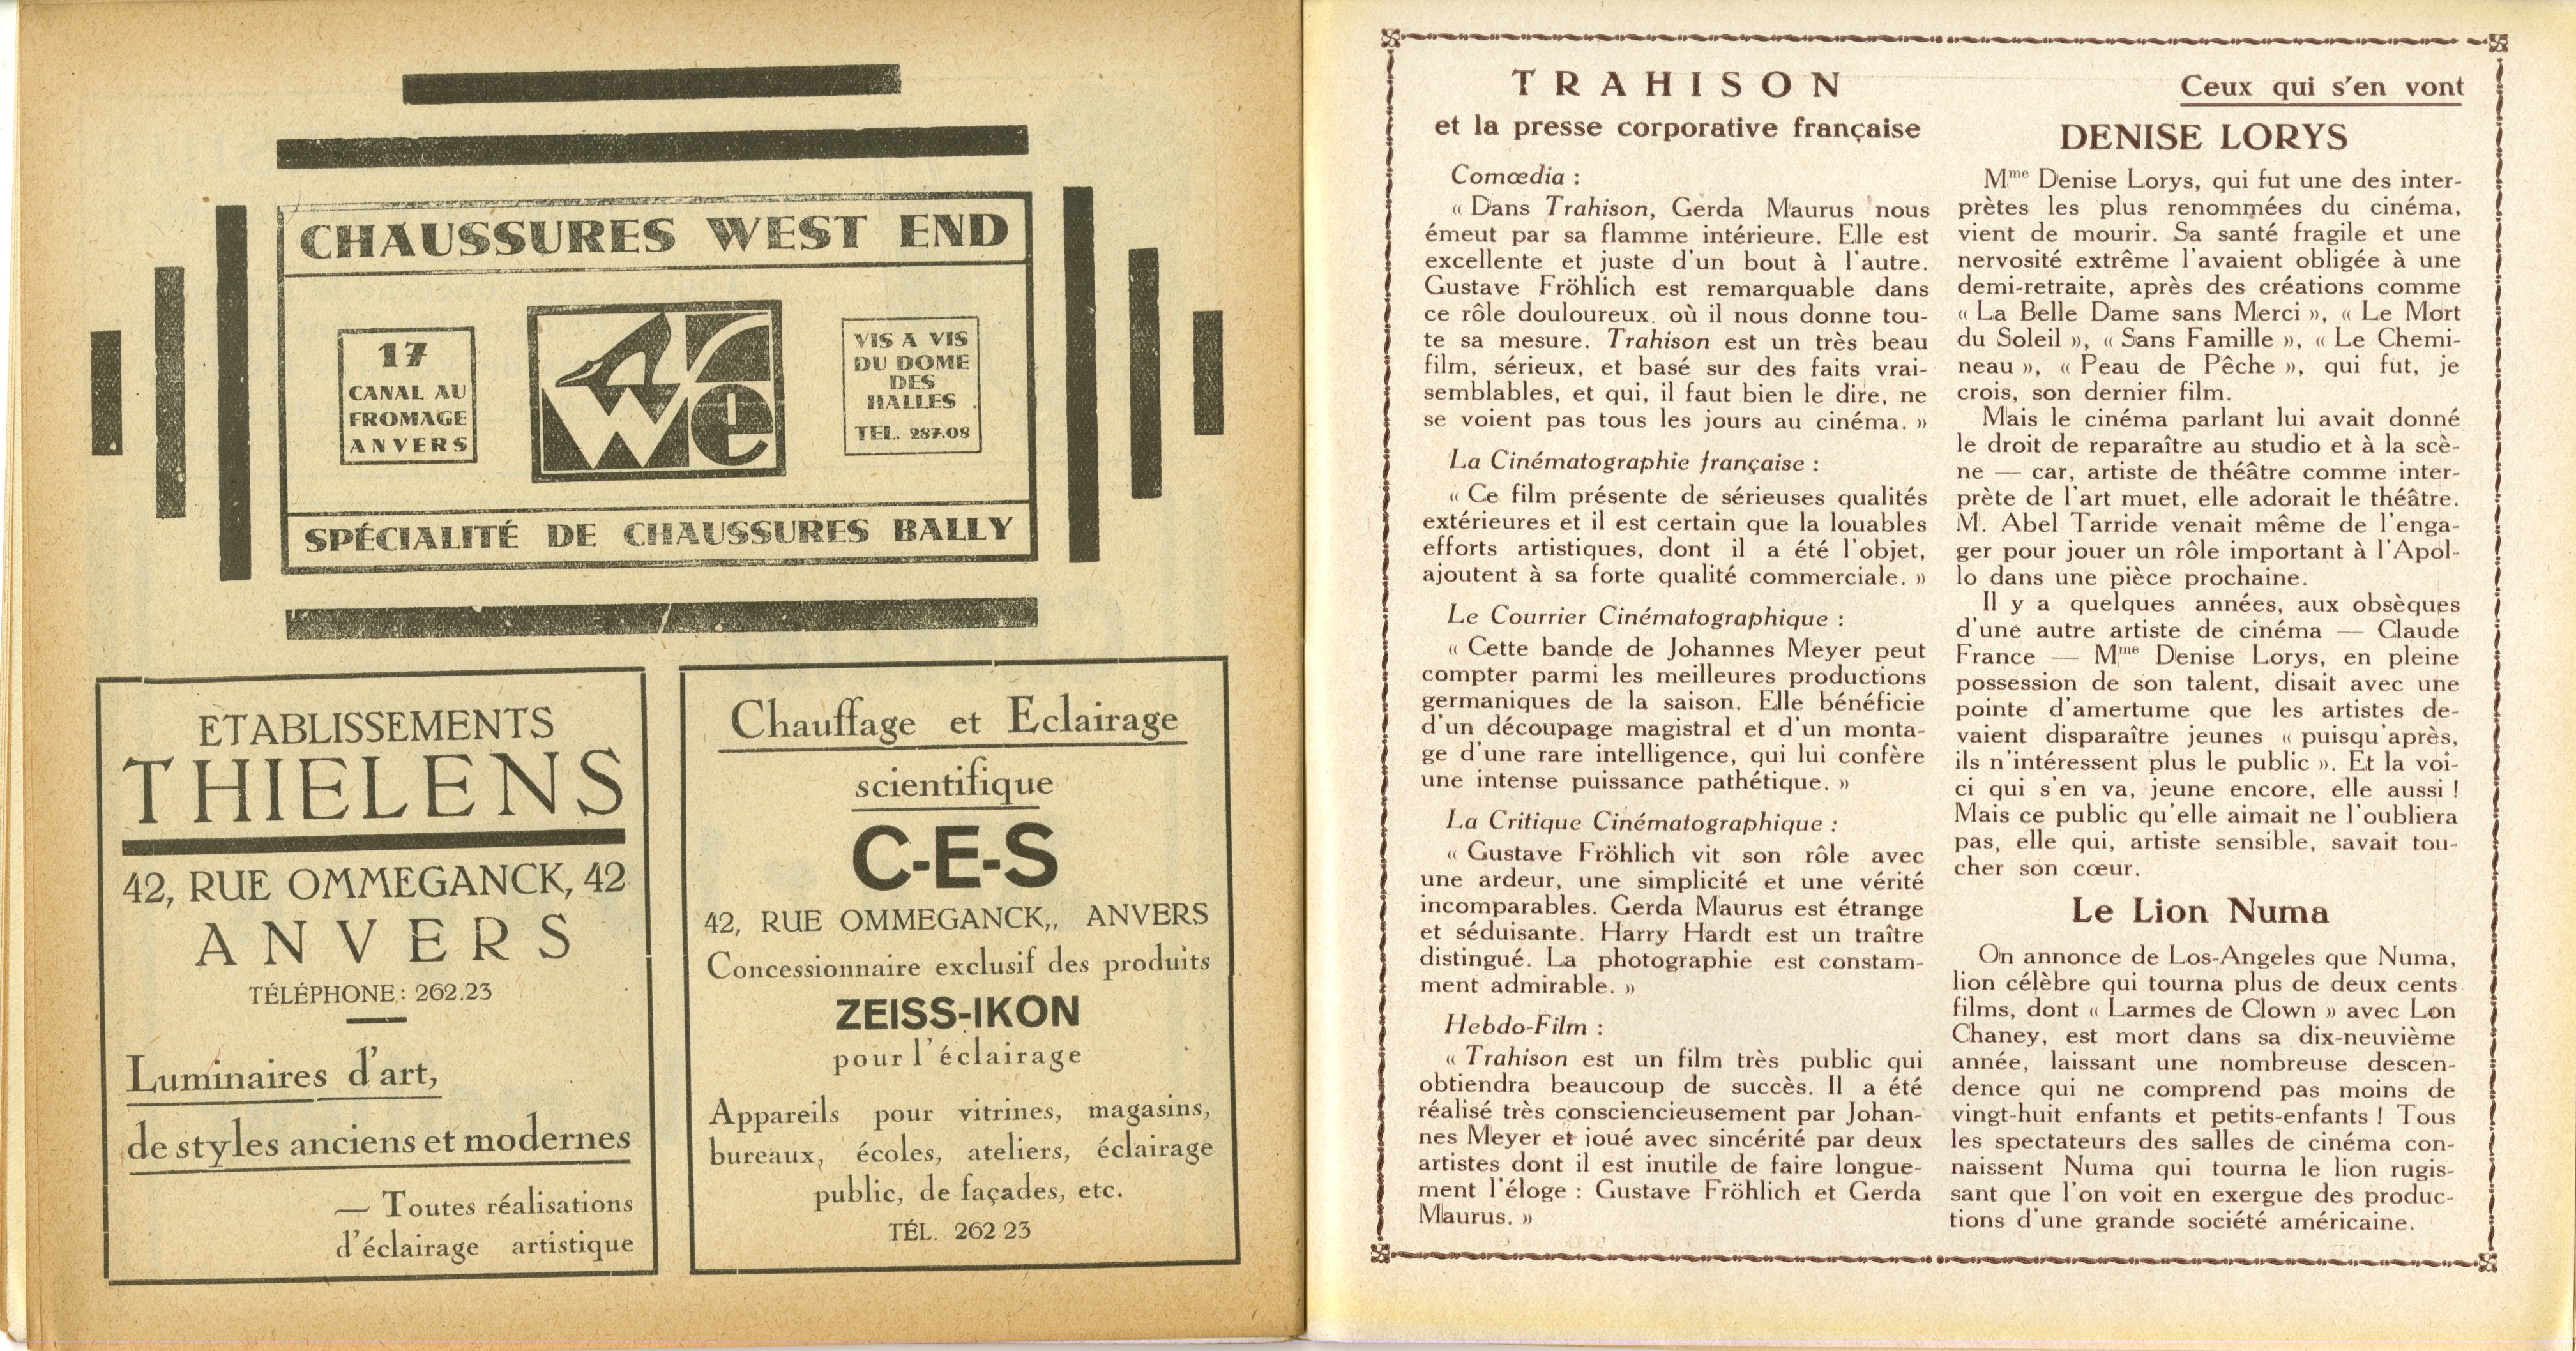 CHAUSSURES WEST END
17
CANAL AU
FROMAGE
ANVERS
We
VIS A VIS
DU DOME
DES
HALLES
TEL. 287.08
SPÉCIALITÉ DE CHAUSSURES BALLY
ETABLISSEMENTS
THIELENS
42, RUE OMMEGANCK, 42
ANVERS
TÉLÉPHONE : 262.23
Luminaires d'art,
de styles anciens et modernes
— Toutes réalisations
d'éclairage artistique
Chauffage et Eclairage
scientifique
C-E-S
42, RUE OMMEGANCK,, ANVERS
Concessionnaire exclusif des produits
ZEISS-IKON
pour l'éclairage
Appareils pour vitrines, magasins,
bureaux, écoles, ateliers, éclairage
public, de façades, etc.
TÉL. 262 23
TRAHISON
et la presse corporative française
Comœdia :
« Dans Trahison, Gerda Maurus nous
émeut par sa flamme intérieure. Elle est
excellente et juste d'un bout à l'autre.
Gustave Fröhlich est remarquable dans
ce rôle douloureux. où il nous donne tou-
te sa mesure. Trahison est un très beau
film, sérieux, et basé sur des faits vrai-
semblables, et qui, il faut bien le dire, ne
se voient pas tous les jours au cinéma. »
La Cinématographie française :
« Ce film présente de sérieuses qualités
extérieures et il est certain que la louables
efforts artistiques, dont il a été l'objet,
ajoutent à sa forte qualité commerciale. »
Le Courrier Cinématographique :
« Cette bande de Johannes Meyer peut
compter parmi les meilleures productions
germaniques de la saison. Elle bénéficie
d'un découpage magistral et d'un monta-
ge d'une rare intelligence, qui lui confère
une intense puissance pathétique. »
La Critique Cinématographique :
« Gustave Fröhlich vit son rôle avec
une ardeur, une simplicité et une vérité
incomparables. Gerda Maurus est étrange
et séduisante. Harry Hardt est un traître
distingué. La photographie est constam-
ment admirable. »
Hebdo-Film :
« Trahison est un film très public qui
obtiendra beaucoup de succès. Il a été
réalisé très consciencieusement par Johan-
nes Meyer et joué avec sincérité par deux
artistes dont il est inutile de faire longue-
ment l'éloge : Gustave Fröhlich et Gerda
Maurus. »
Ceux qui s'en vont
DENISE LORYS
Mme Denise Lorys, qui fut une des inter-
prètes les plus renommées du cinéma,
vient de mourir. Sa santé fragile et une
nervosité extrême l'avaient obligée à une
demi-retraite, après des créations comme
« La Belle Dame sans Merci », « Le Mort
du Soleil », « Sans Famille », « Le Chemi-
neau », « Peau de Pêche », qui fut, je
crois, son dernier film.
Mais le cinéma parlant lui avait donné
le droit de reparaître au studio et à la scè-
ne — car, artiste de théâtre comme inter-
prète de l'art muet, elle adorait le théâtre.
M. Abel Tarride venait même de l'enga-
ger pour jouer un rôle important à l'Apol-
lo dans une pièce prochaine.
Il y a quelques années, aux obsèques
d'une autre artiste de cinéma — Claude
France — Mme Denise Lorys, en pleine
possession de son talent, disait avec une
pointe d'amertume que les artistes de-
vaient disparaître jeunes « puisqu'après,
ils n'intéressent plus le public ». Et la voi-
ci qui s'en va, jeune encore, elle aussi !
Mais ce public qu'elle aimait ne l'oubliera
pas, elle qui, artiste sensible, savait tou-
cher son cœur.
Le Lion Numa
On annonce de Los-Angeles que Numa,
lion célèbre qui tourna plus de deux cents
films, dont « Larmes de Clown » avec Lon
Chaney, est mort dans sa dix-neuvième
année, laissant une nombreuse descen-
dence qui ne comprend pas moins de
vingt-huit enfants et petits-enfants ! Tous
les spectateurs des salles de cinéma con-
naissent Numa qui tourna le lion rugis-
sant que l'on voit en exergue des produc-
tions d'une grande société américaine.